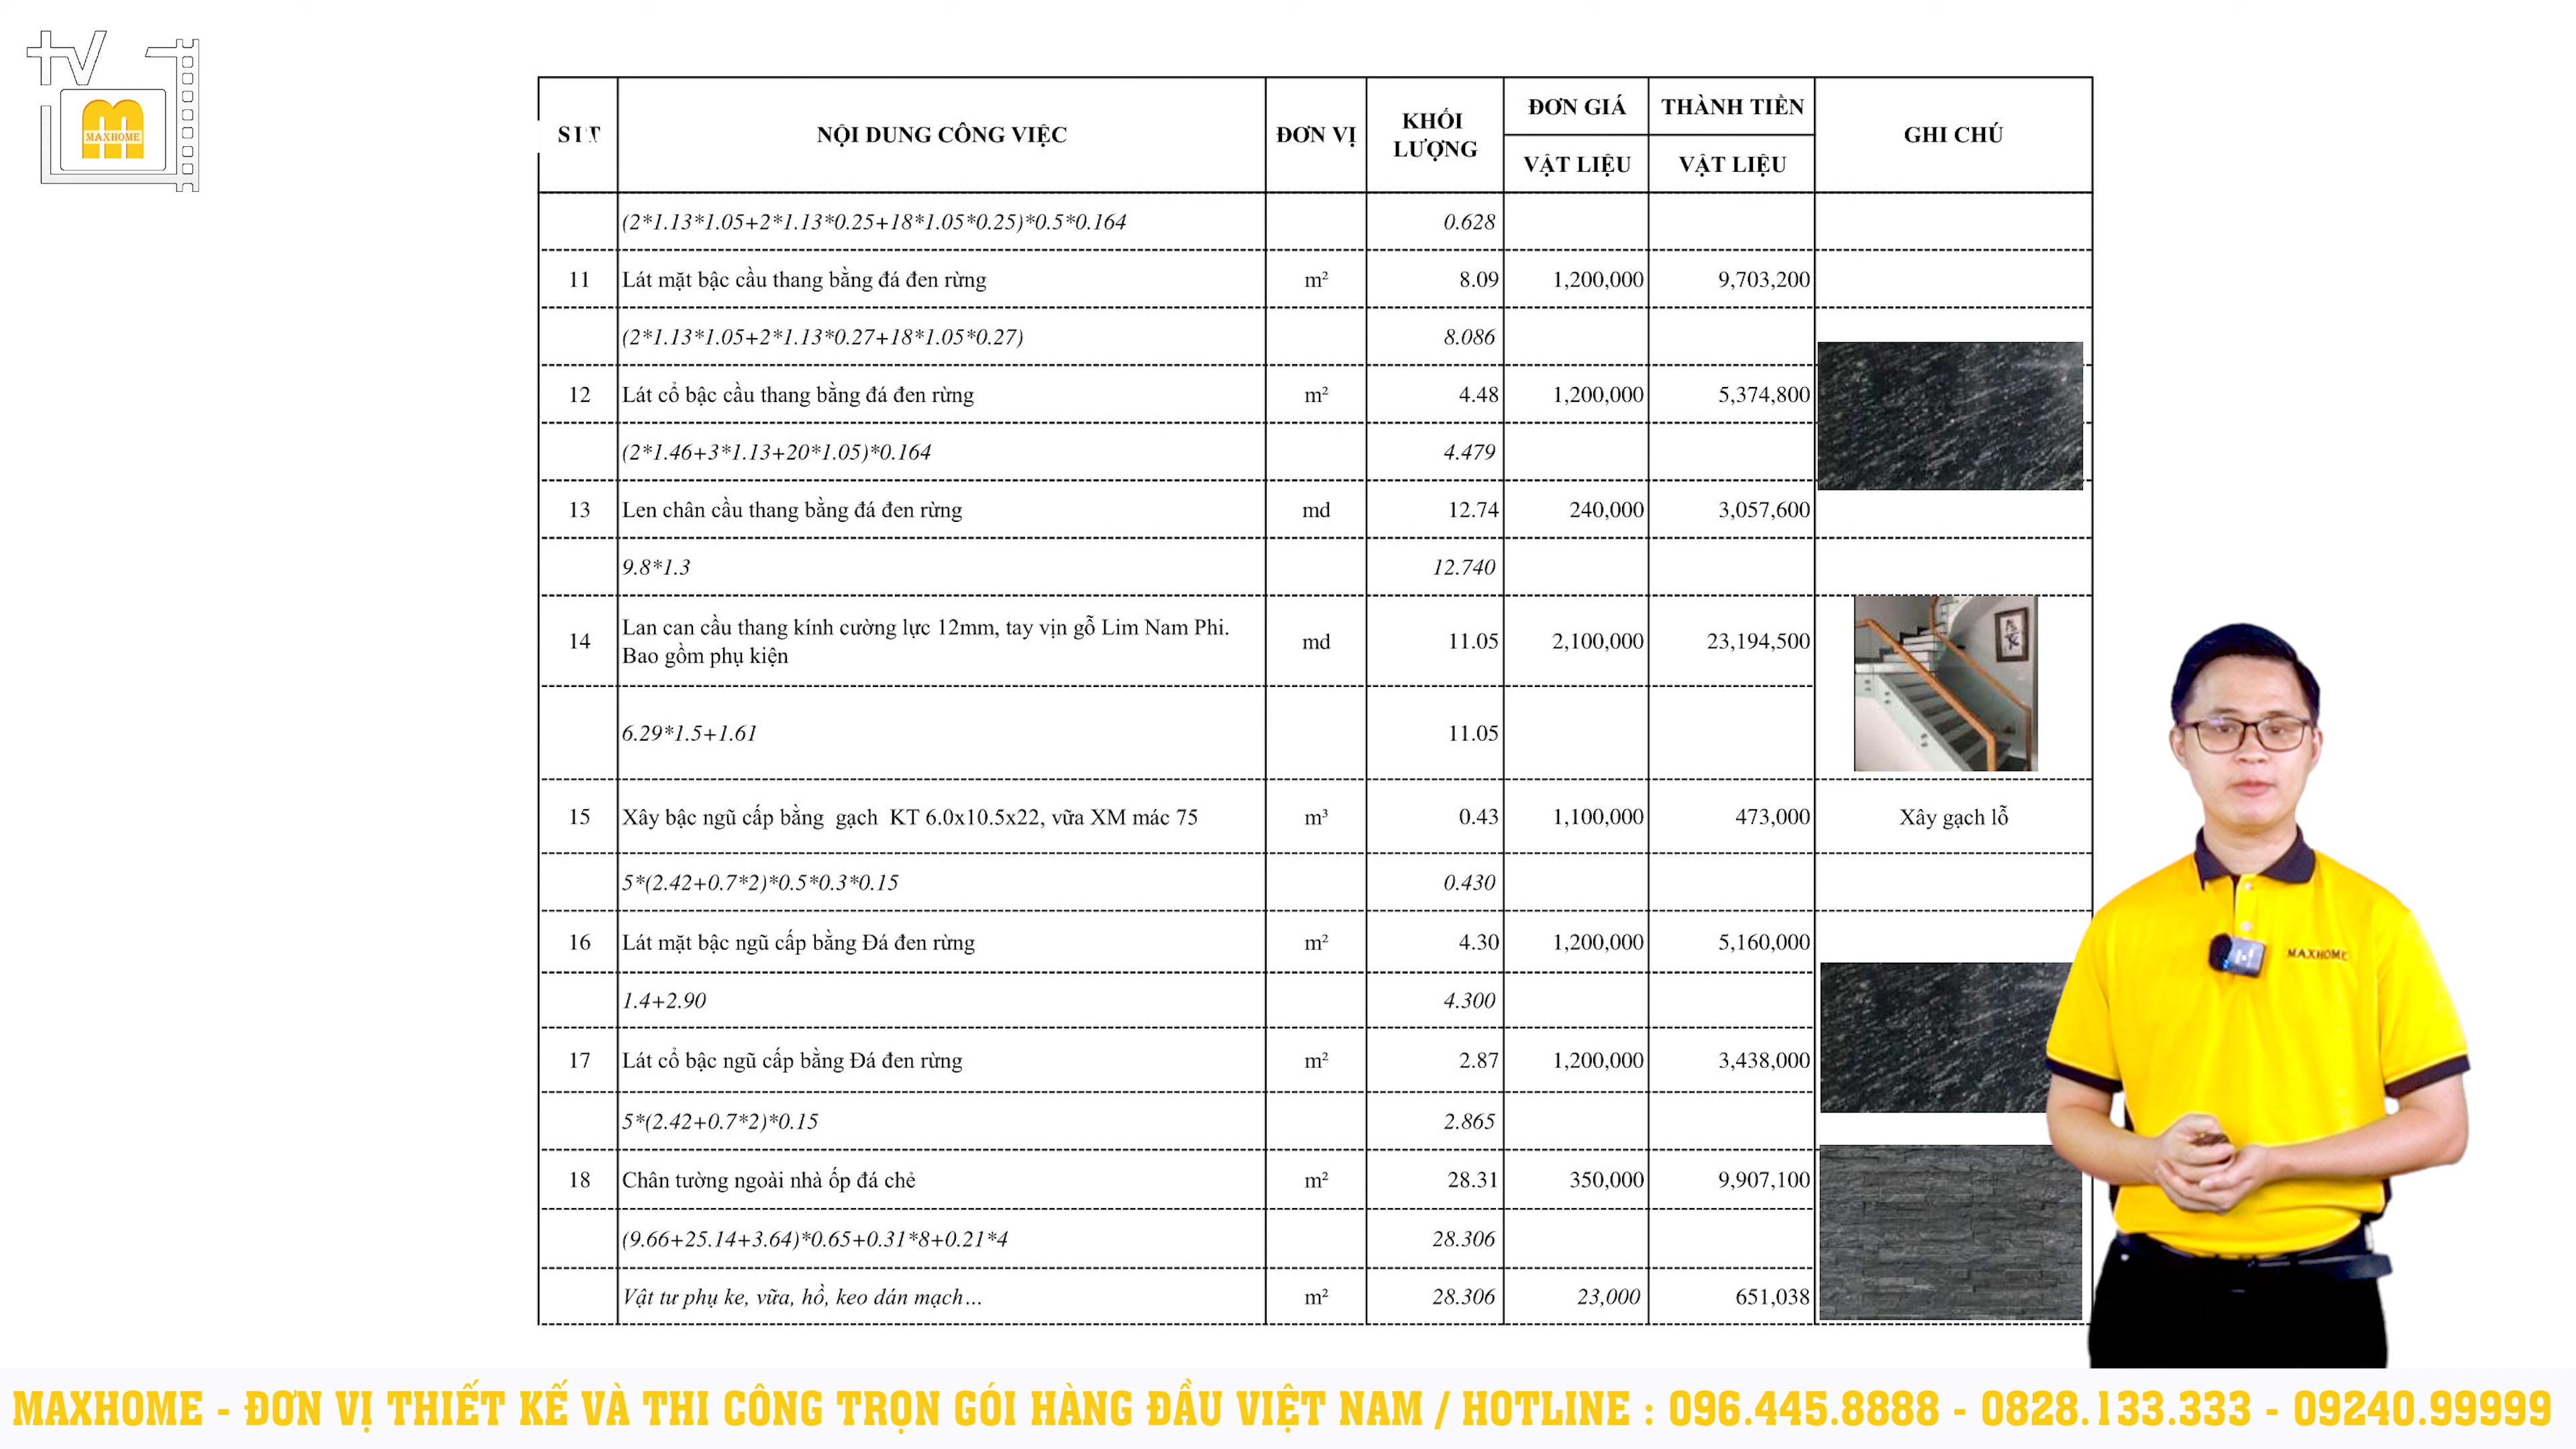 tv
MAXHOME
STT
NỘI DUNG CÔNG VIỆC
ĐƠN VỊ
KHỐI LƯỢNG
ĐƠN GIÁ
THÀNH TIỀN
GHI CHÚ
VẬT LIỆU
VẬT LIỆU
(2*1.13*1.05+2*1.13*0.25+18*1.05*0.25)*0.5*0.164 0.628
11 Lát mặt bậc cầu thang bằng đá đen rừng m² 8.09 1,200,000 9,703,200
(2*1.13*1.05+2*1.13*0.27+18*1.05*0.27) 8.086
12 Lát cổ bậc cầu thang bằng đá đen rừng m² 4.48 1,200,000 5,374,800
(2*1.46+3*1.13+20*1.05)*0.164 4.479
13 Len chân cầu thang bằng đá đen rừng md 12.74 240,000 3,057,600
9.8*1.3 12.740
14 Lan can cầu thang kính cường lực 12mm, tay vịn gỗ Lim Nam Phi. md 11.05 2,100,000 23,194,500
Bao gồm phụ kiện
6.29*1.5+1.61 11.05
15 Xây bậc ngũ cấp bằng gạch KT 6.0x10.5x22, vữa XM mác 75 m³ 0.43 1,100,000 473,000 Xây gạch lỗ
5*(2.42+0.7*2)*0.5*0.3*0.15 0.430
16 Lát mặt bậc ngũ cấp bằng Đá đen rừng m² 4.30 1,200,000 5,160,000
1.4+2.90 4.300
17 Lát cổ bậc ngũ cấp bằng Đá đen rừng m² 2.87 1,200,000 3,438,000
5*(2.42+0.7*2)*0.15 2.865
18 Chân tường ngoài nhà ốp đá chẻ m² 28.31 350,000 9,907,100
(9.66+25.14+3.64)*0.65+0.31*8+0.21*4 28.306
Vật tư phụ ke, vữa, hồ, keo dán mạch... m² 28.306 23,000 651,038
MAXHOME
MAXHOME - ĐƠN VỊ THIẾT KẾ VÀ THI CÔNG TRỌN GÓI HÀNG ĐẦU VIỆT NAM / HOTLINE : 096.445.8888 - 0828.133.333 - 09240.99999